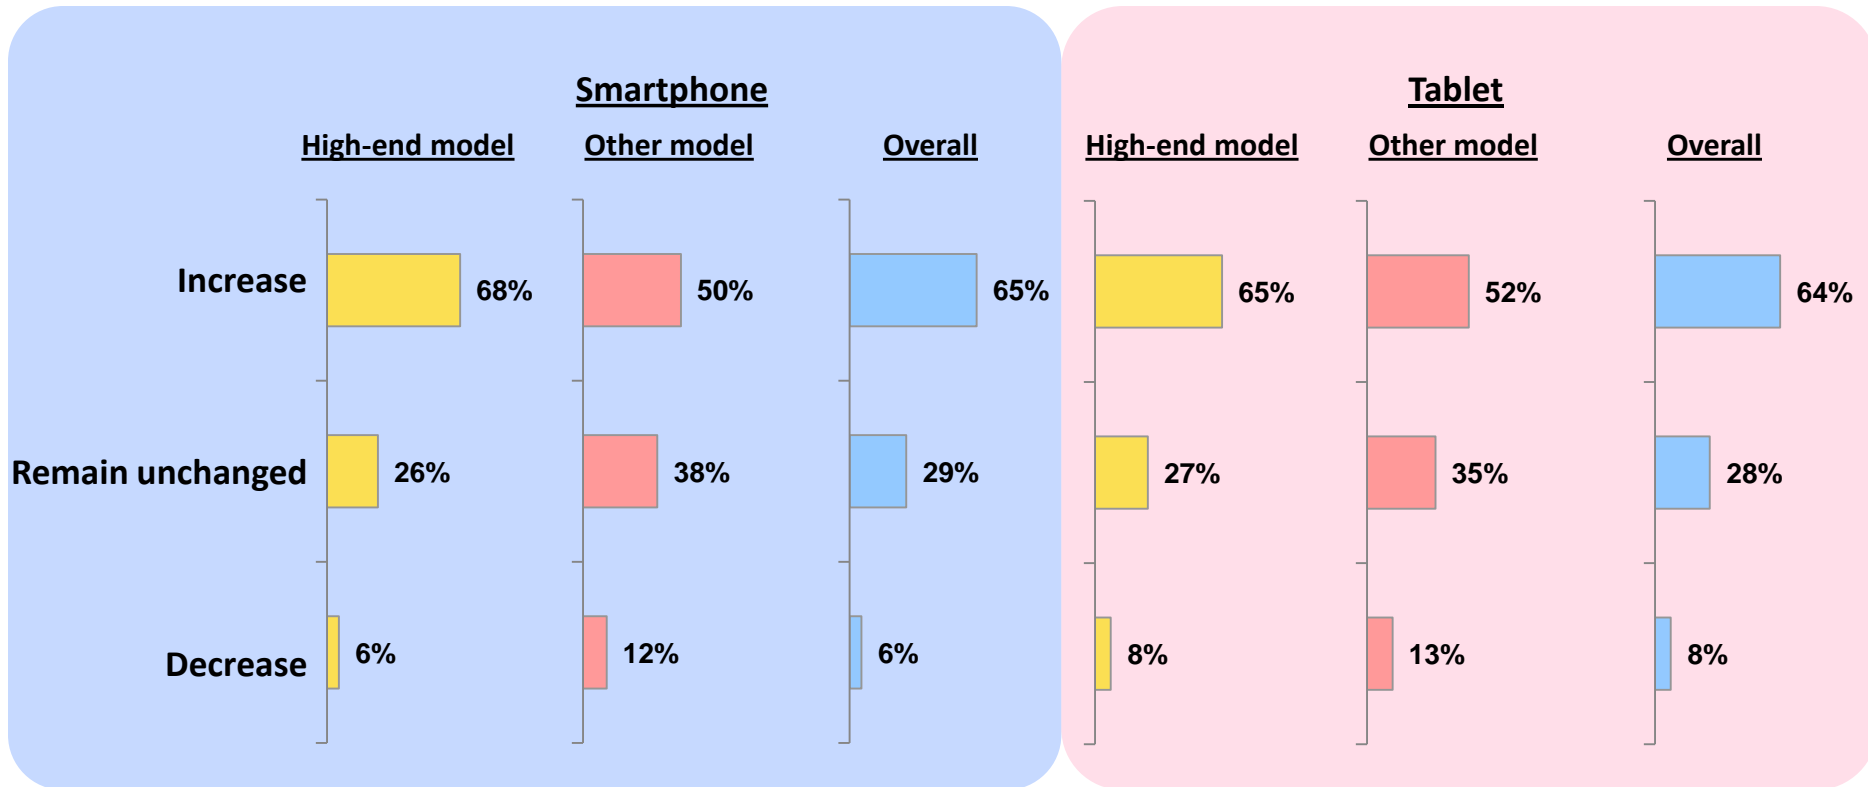 Smartphone
High-end model Other model Overall
Increase 68% 50% 65%
Remain unchanged 26% 38% 29%
Decrease 6% 12% 6%
Tablet
High-end model Other model Overall
65% 52% 64%
27% 35% 28%
8% 13% 8%